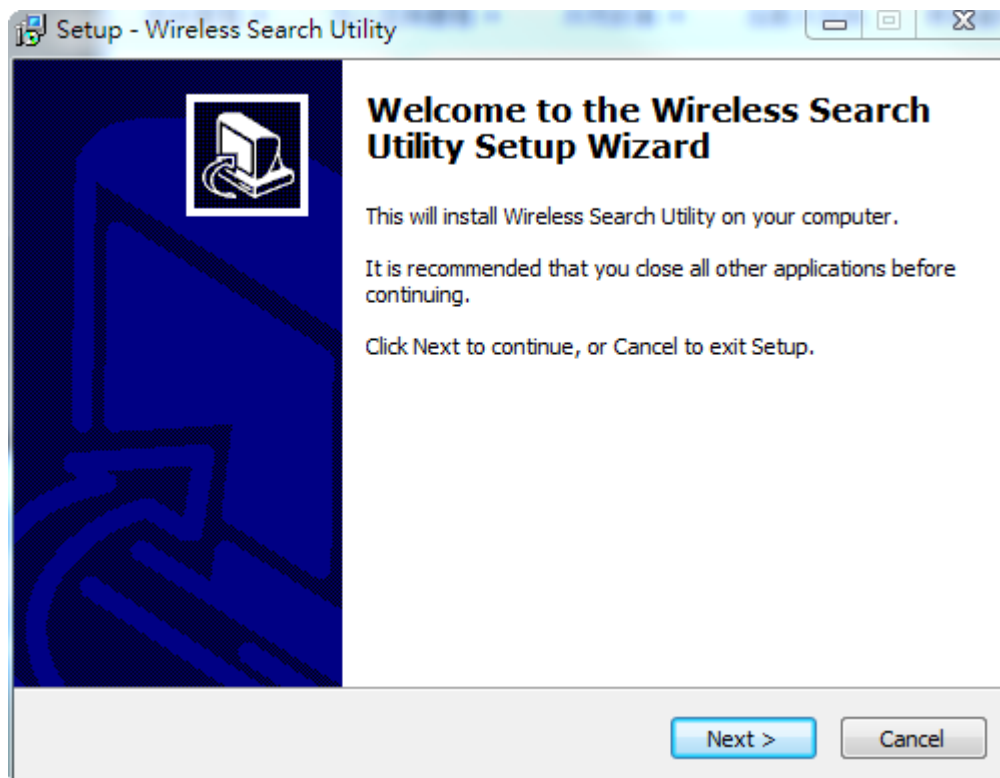 Setup - Wireless Search Utility
Welcome to the Wireless Search
Utility Setup Wizard
This will install Wireless Search Utility on your computer.
It is recommended that you close all other applications before
continuing.
Click Next to continue, or Cancel to exit Setup.
Next >
Cancel